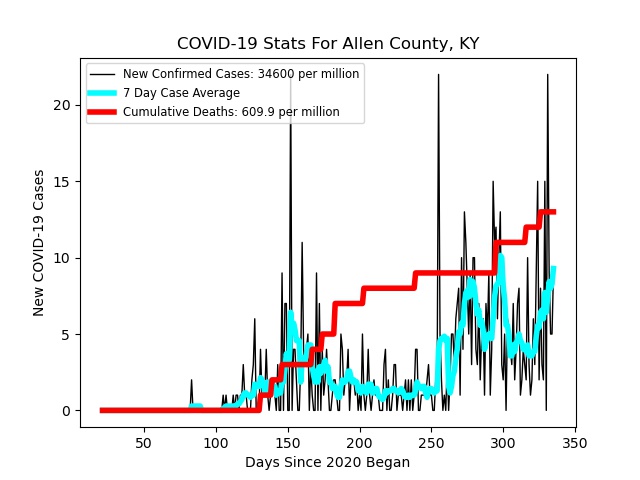 COVID-19 Stats For Allen County, KY
New Confirmed Cases: 34600 per million
7 Day Case Average
Cumulative Deaths: 609.9 per million
New COVID-19 Cases
20
15
10
5
0
50 100 150 200 250 300 350
Days Since 2020 Began